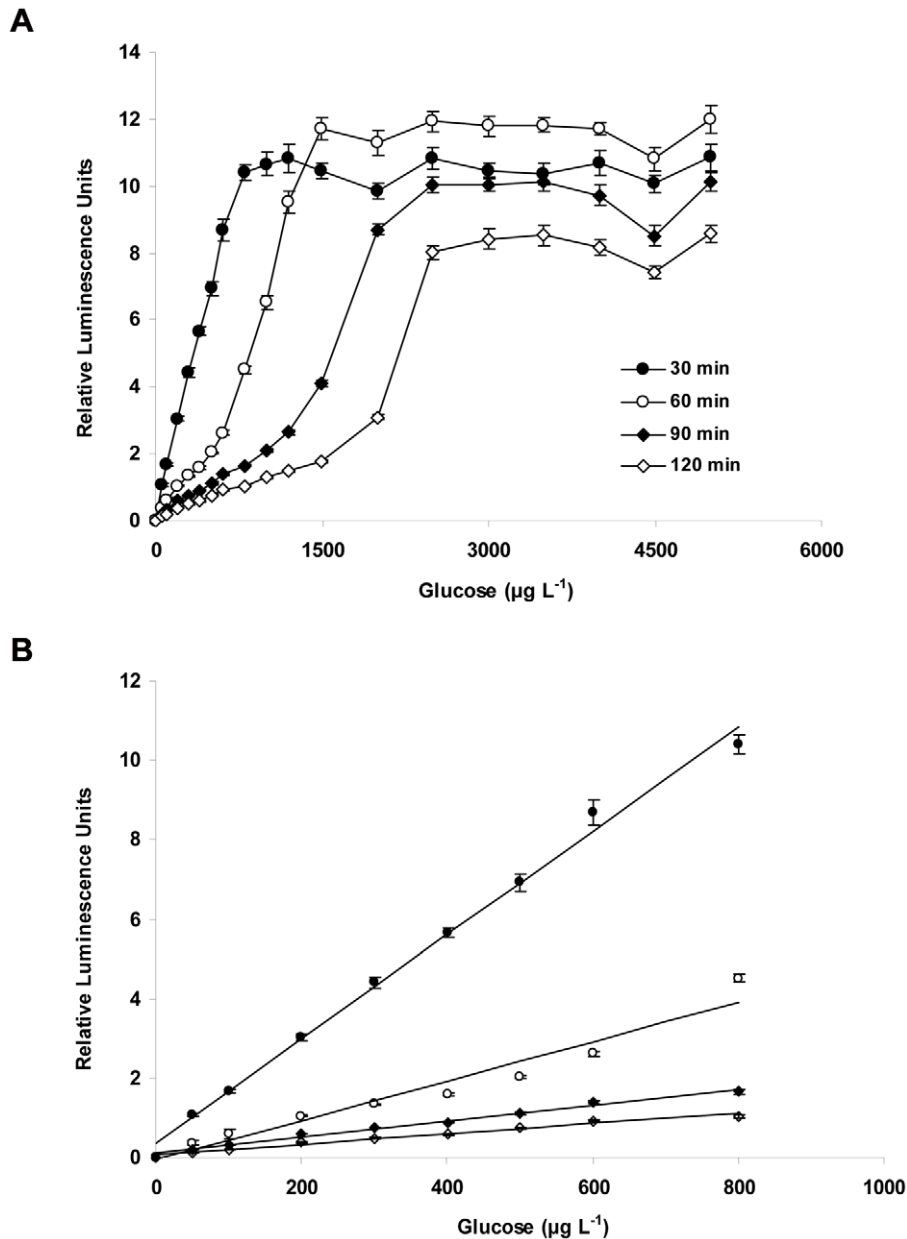 A
14
12
10
8
6
4
2
0
Relative Luminescence Units
30 min
60 min
90 min
120 min
0 1500 3000 4500 6000
Glucose (µg L⁻¹)
B
12
10
8
6
4
2
0
Relative Luminescence Units
0 200 400 600 800 1000
Glucose (µg L⁻¹)